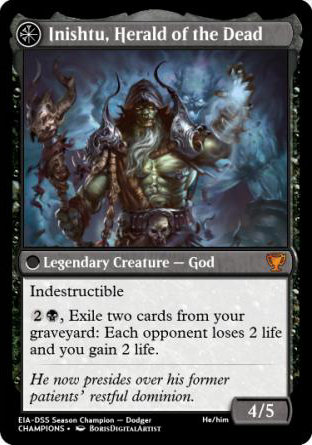 Inishtu, Herald of the Dead
Legendary Creature — God
Indestructible
2, Exile two cards from your
graveyard: Each opponent loses 2 life
and you gain 2 life.
He now presides over his former
patients' restful dominion.
4/5
EIA-DSS Season Champion — Dodger He/him
CHAMPIONS • BorisDigitalArtist